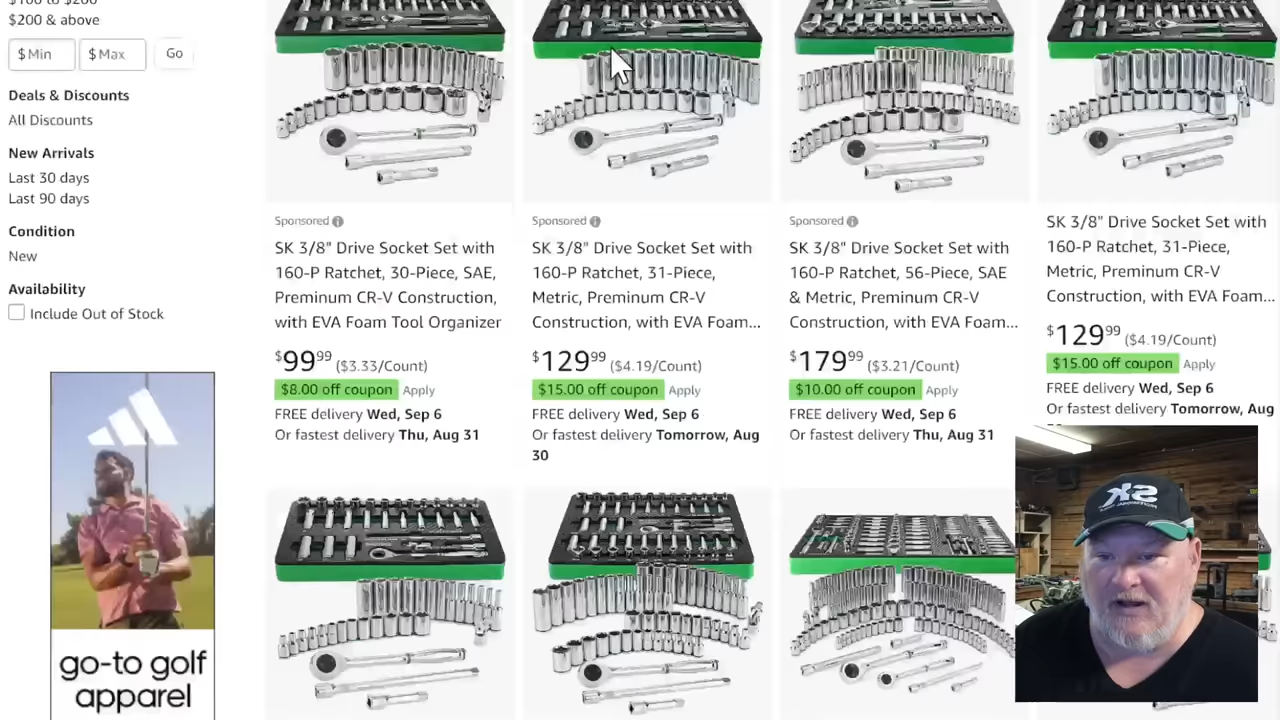 $200 & above
$ Min
$ Max
Go
Deals & Discounts
All Discounts
New Arrivals
Last 30 days
Last 90 days
Condition
New
Availability
Include Out of Stock
go-to golf
apparel
Sponsored
SK 3/8" Drive Socket Set with
160-P Ratchet, 30-Piece, SAE,
Preminum CR-V Construction,
with EVA Foam Tool Organizer
$99⁹⁹ ($3.33/Count)
$8.00 off coupon Apply
FREE delivery Wed, Sep 6
Or fastest delivery Thu, Aug 31
Sponsored
SK 3/8" Drive Socket Set with
160-P Ratchet, 31-Piece,
Metric, Preminum CR-V
Construction, with EVA Foam...
$129⁹⁹ ($4.19/Count)
$15.00 off coupon Apply
FREE delivery Wed, Sep 6
Or fastest delivery Tomorrow, Aug
30
Sponsored
SK 3/8" Drive Socket Set with
160-P Ratchet, 56-Piece, SAE
& Metric, Preminum CR-V
Construction, with EVA Foam...
$179⁹⁹ ($3.21/Count)
$10.00 off coupon Apply
FREE delivery Wed, Sep 6
Or fastest delivery Thu, Aug 31
SK 3/8" Drive Socket Set with
160-P Ratchet, 31-Piece,
Metric, Preminum CR-V
Construction, with EVA Foam...
$129⁹⁹ ($4.19/Count)
$15.00 off coupon Apply
FREE delivery Wed, Sep 6
Or fastest delivery Tomorrow, Aug
SK